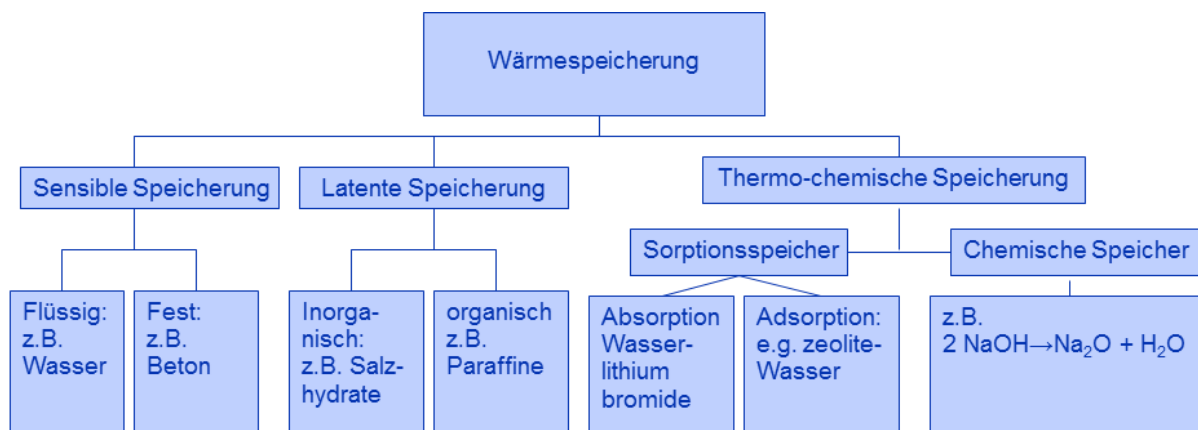 Wärmespeicherung
Sensible Speicherung
Latente Speicherung
Thermo-chemische Speicherung
Sorptionsspeicher
Chemische Speicher
Flüssig:
z.B.
Wasser
Fest:
z.B.
Beton
Inorga-
nisch:
z.B. Salz-
hydrate
organisch
z.B.
Paraffine
Absorption
Wasser-
lithium
bromide
Adsorption:
e.g. zeolite-
Wasser
z.B.
2 NaOH→Na₂O + H₂O